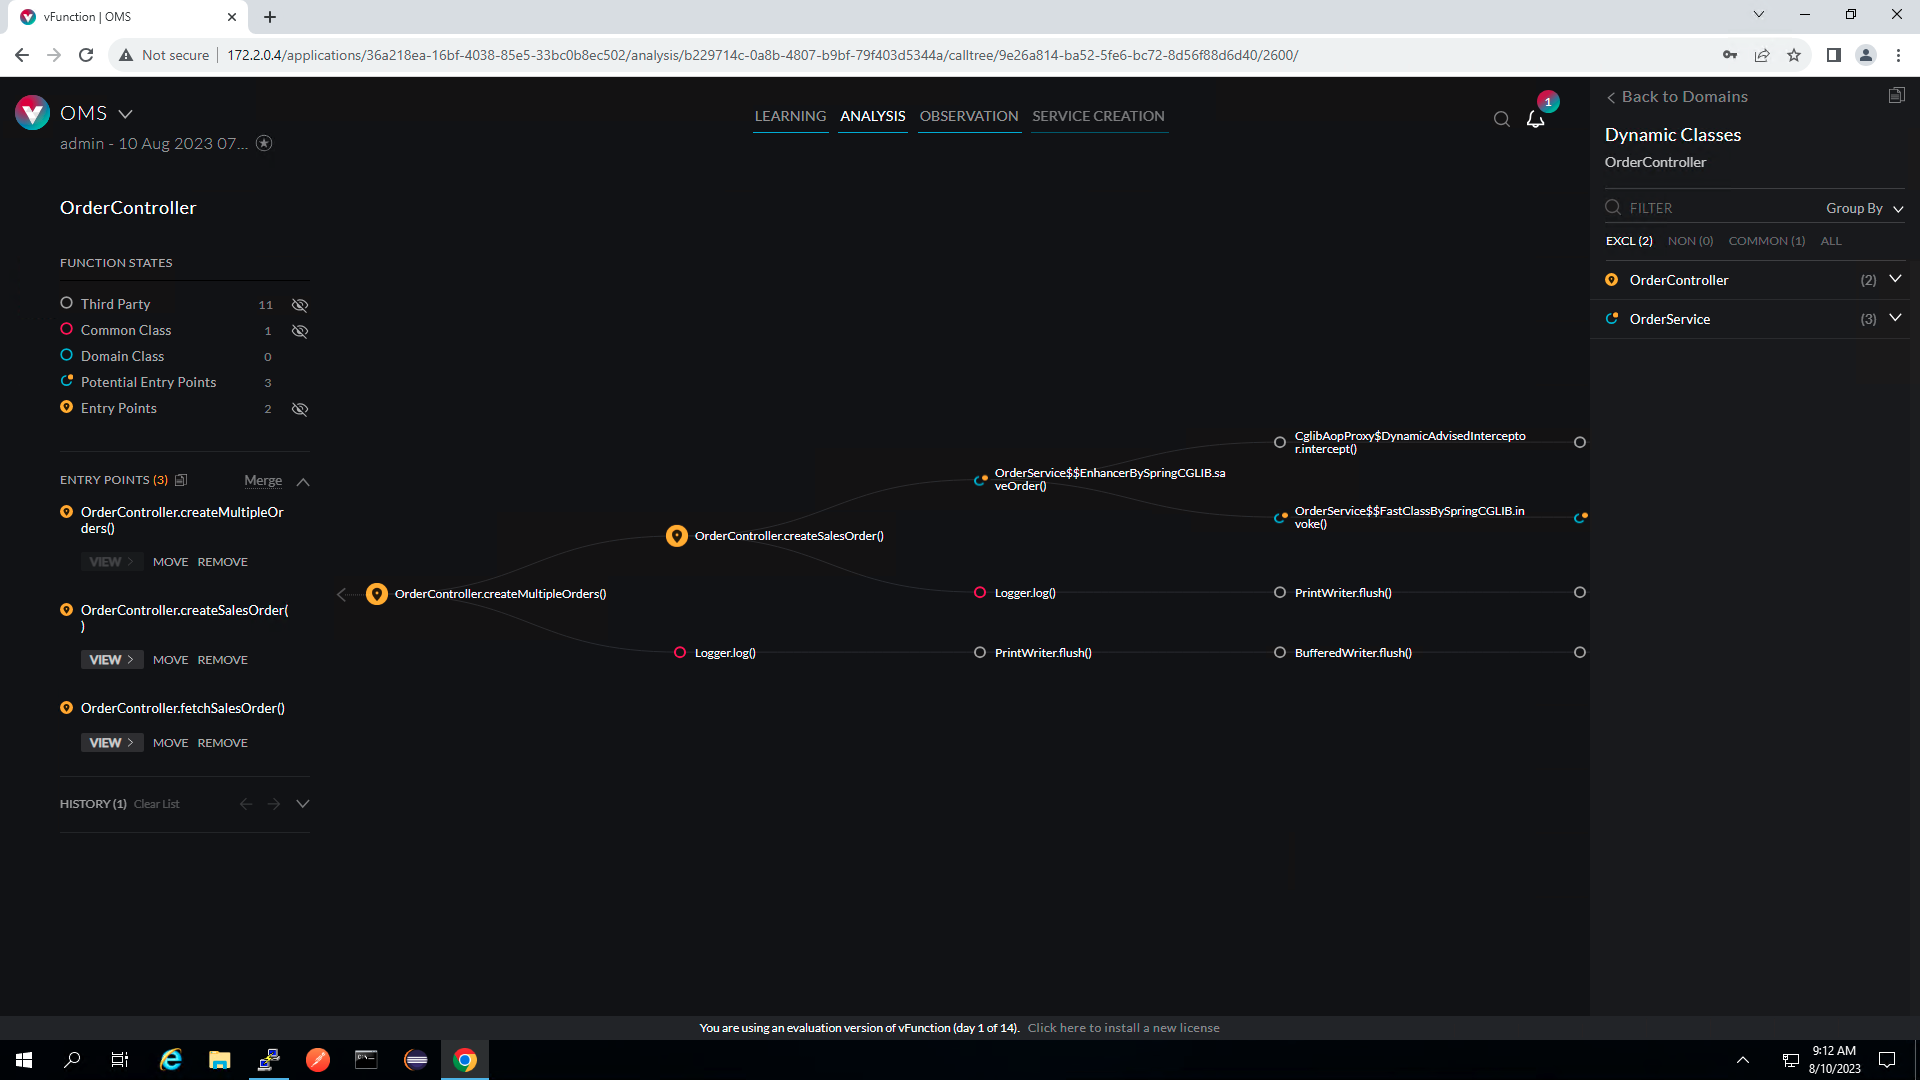 vFunction | OMS
Not secure
172.2.0.4/applications/36a218ea-16bf-4038-85e5-33bc0b8ec502/analysis/b229714c-0a8b-4807-b9bf-79f403d5344a/calltree/9e26a814-ba52-5fe6-bc72-8d56f88d6d40/2600/
OMS
admin - 10 Aug 2023 07...
LEARNING
ANALYSIS
OBSERVATION
SERVICE CREATION
1
OrderController
FUNCTION STATES
Third Party 11
Common Class 1
Domain Class 0
Potential Entry Points 3
Entry Points 2
ENTRY POINTS (3)
Merge
OrderController.createMultipleOr
ders()
VIEW >
MOVE
REMOVE
OrderController.createSalesOrder(
)
VIEW >
MOVE
REMOVE
OrderController.fetchSalesOrder()
VIEW >
MOVE
REMOVE
HISTORY (1) Clear List
OrderController.createMultipleOrders()
OrderController.createSalesOrder()
Logger.log()
OrderService$$EnhancerBySpringCGLIB.sa
veOrder()
Logger.log()
PrintWriter.flush()
CglibAopProxy$DynamicAdvisedIntercepto
r.intercept()
OrderService$$FastClassBySpringCGLIB.in
voke()
PrintWriter.flush()
BufferedWriter.flush()
Back to Domains
Dynamic Classes
OrderController
FILTER
Group By
EXCL (2)
NON (0)
COMMON (1)
ALL
OrderController (2)
OrderService (3)
You are using an evaluation version of vFunction (day 1 of 14). Click here to install a new license
9:12 AM
8/10/2023